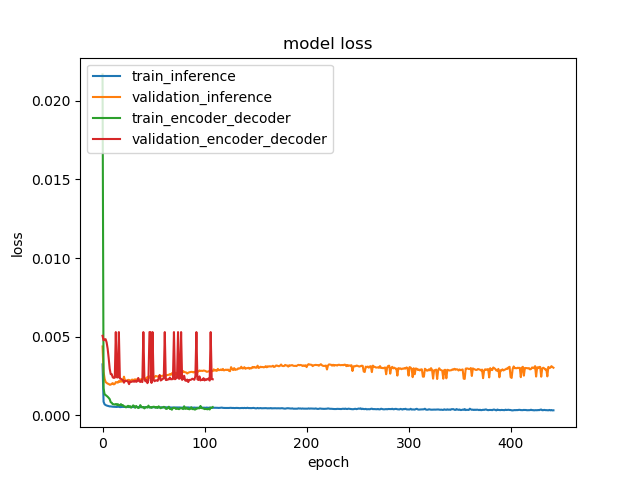 model loss
train_inference
validation_inference
train_encoder_decoder
validation_encoder_decoder
0.020
0.015
0.010
0.005
0.000
loss
0 100 200 300 400
epoch